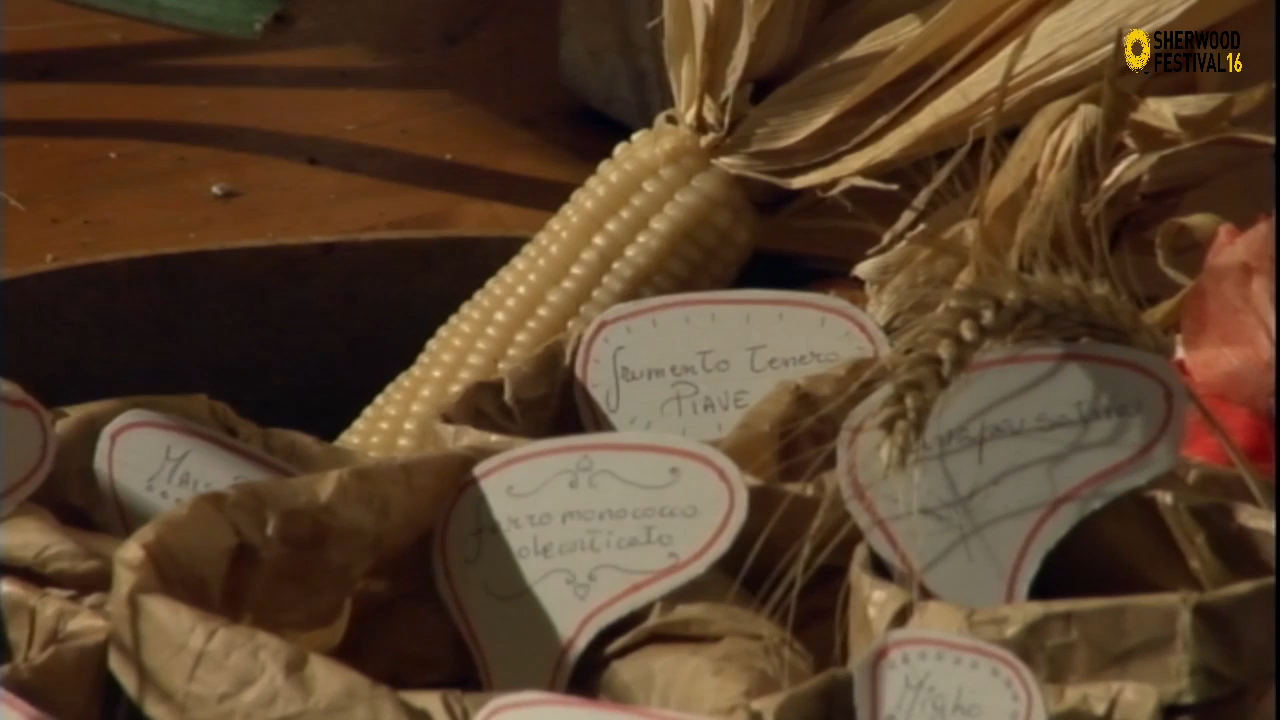 SHERWOOD
FESTIVAL16
frumento tenero
PIAVE
farro monococco
decorticato
Miglio